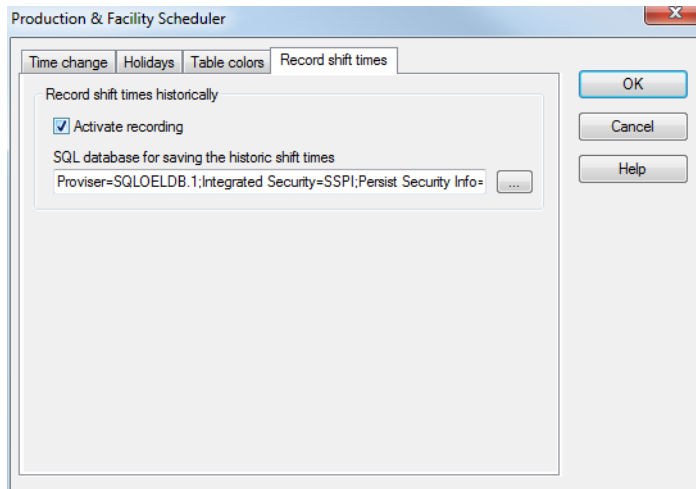 Production & Facility Scheduler
Time change Holidays Table colors Record shift times
Record shift times historically
Activate recording
SQL database for saving the historic shift times
Proviser=SQLOELDB.1;Integrated Security=SSPI;Persist Security Info=
...
OK
Cancel
Help